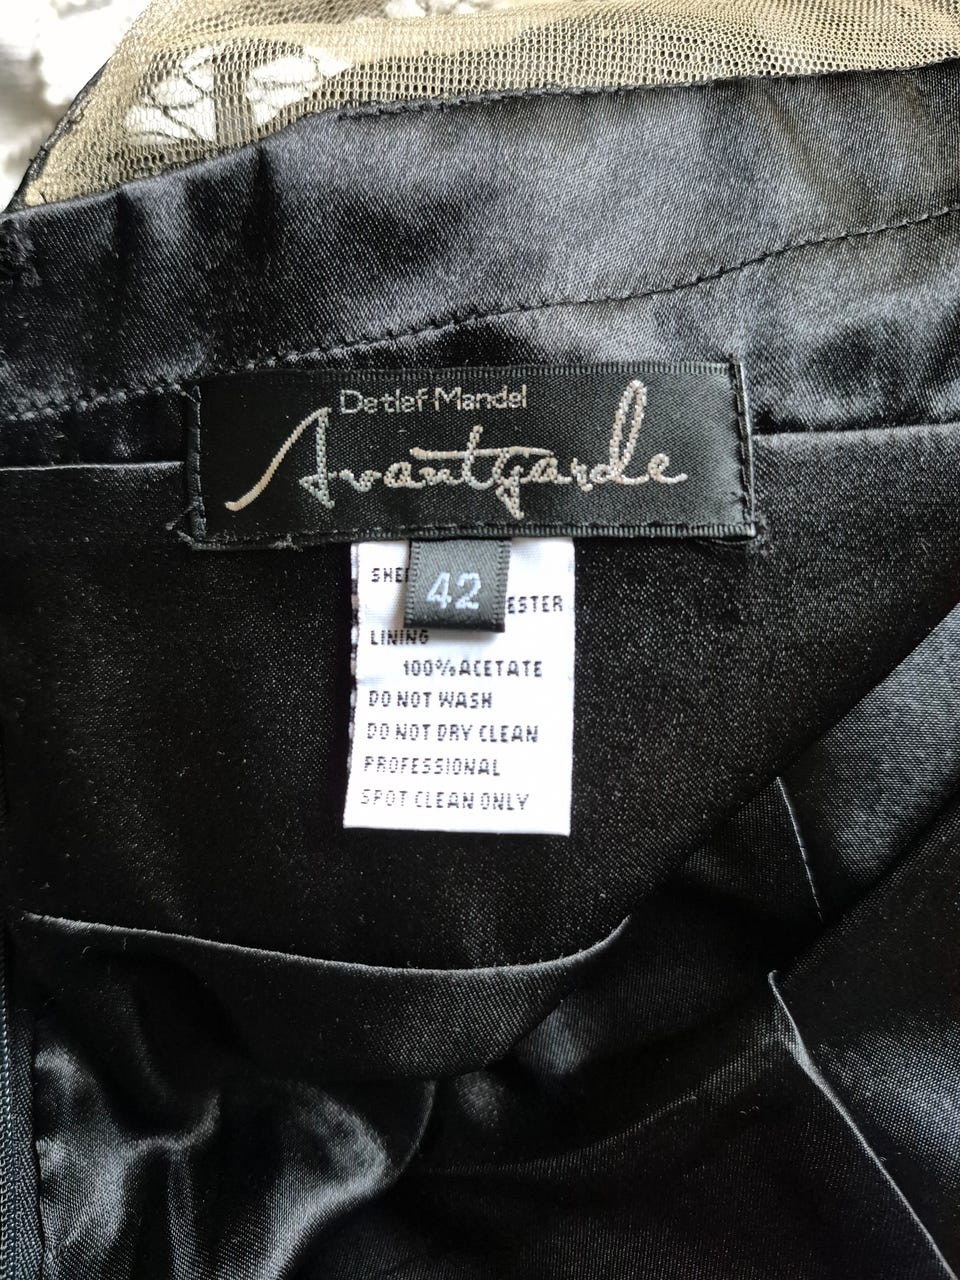 Detlef Mandel
Avantgarde
42
LINING
100% ACETATE
DO NOT WASH
DO NOT DRY CLEAN
PROFESSIONAL
SPOT CLEAN ONLY